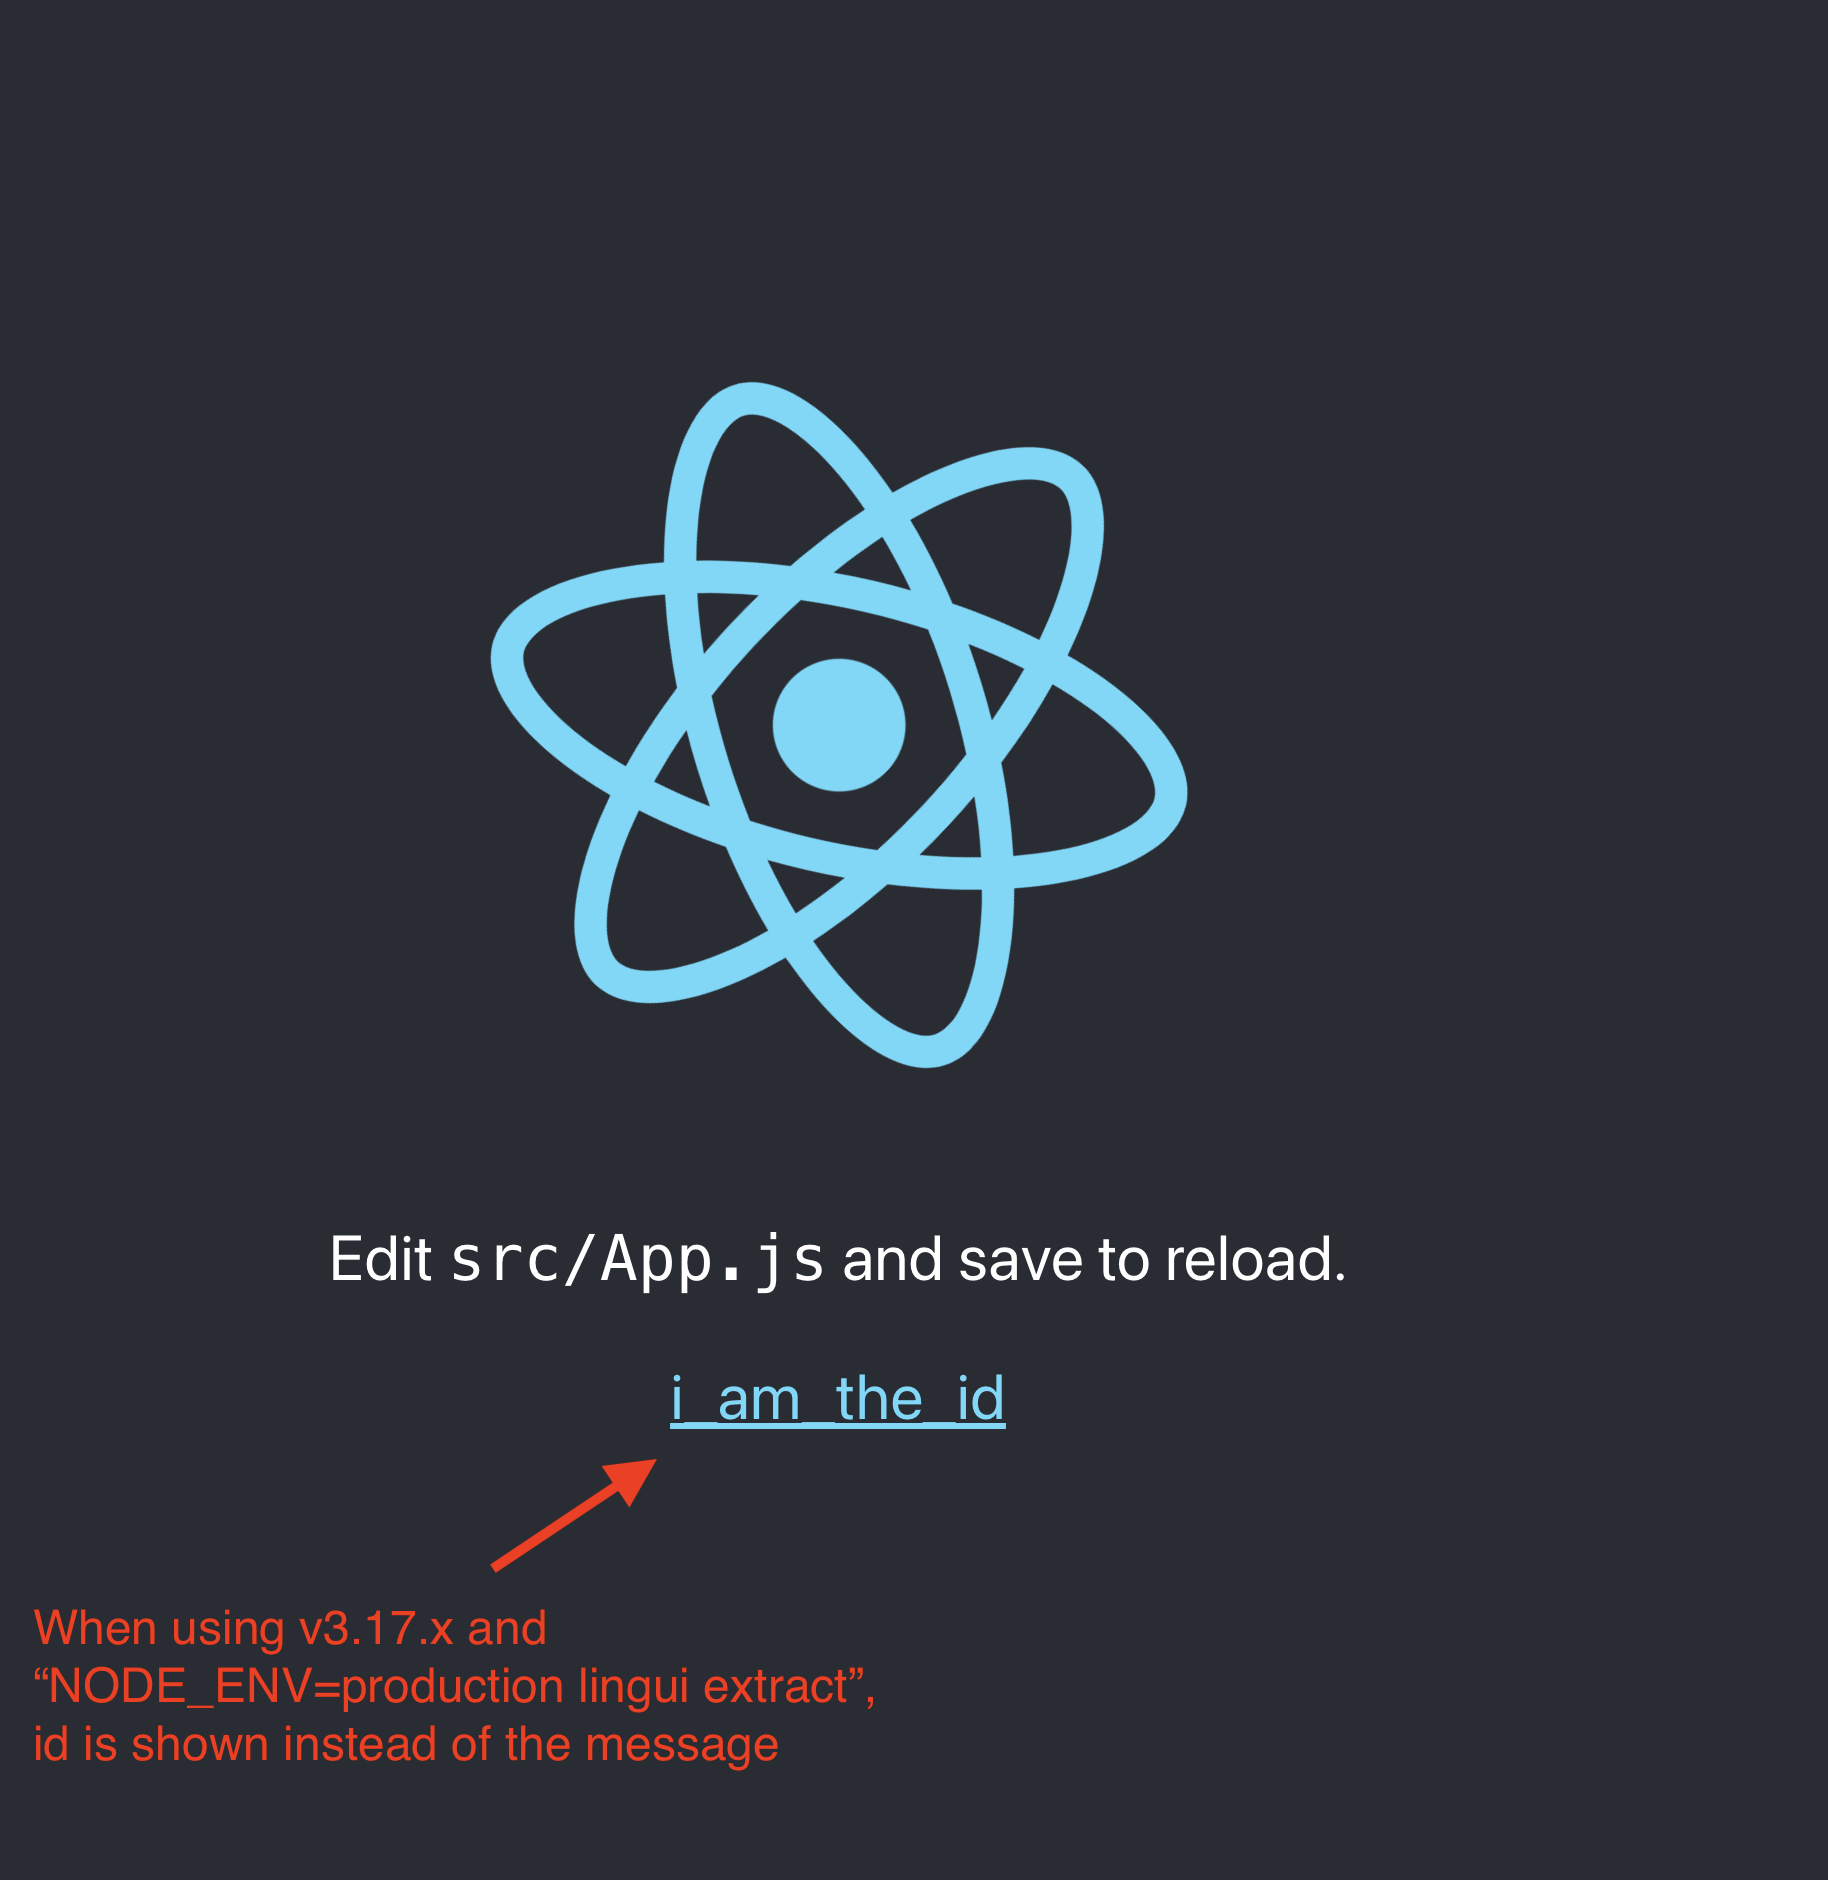 Edit src/App.js and save to reload.
i_am_the_id
When using v3.17.x and
“NODE_ENV=production lingui extract”,
id is shown instead of the message